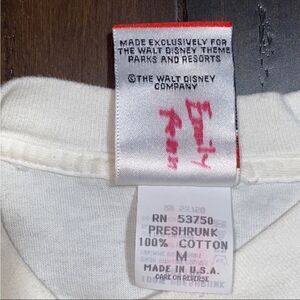 MADE EXCLUSIVELY FOR
THE WALT DISNEY THEME
PARKS AND RESORTS
©THE WALT DISNEY
COMPANY
Emily
RN 53750
PRESHRUNK
100% COTTON
M
MADE IN U.S.A.
CARE ON REVERSE